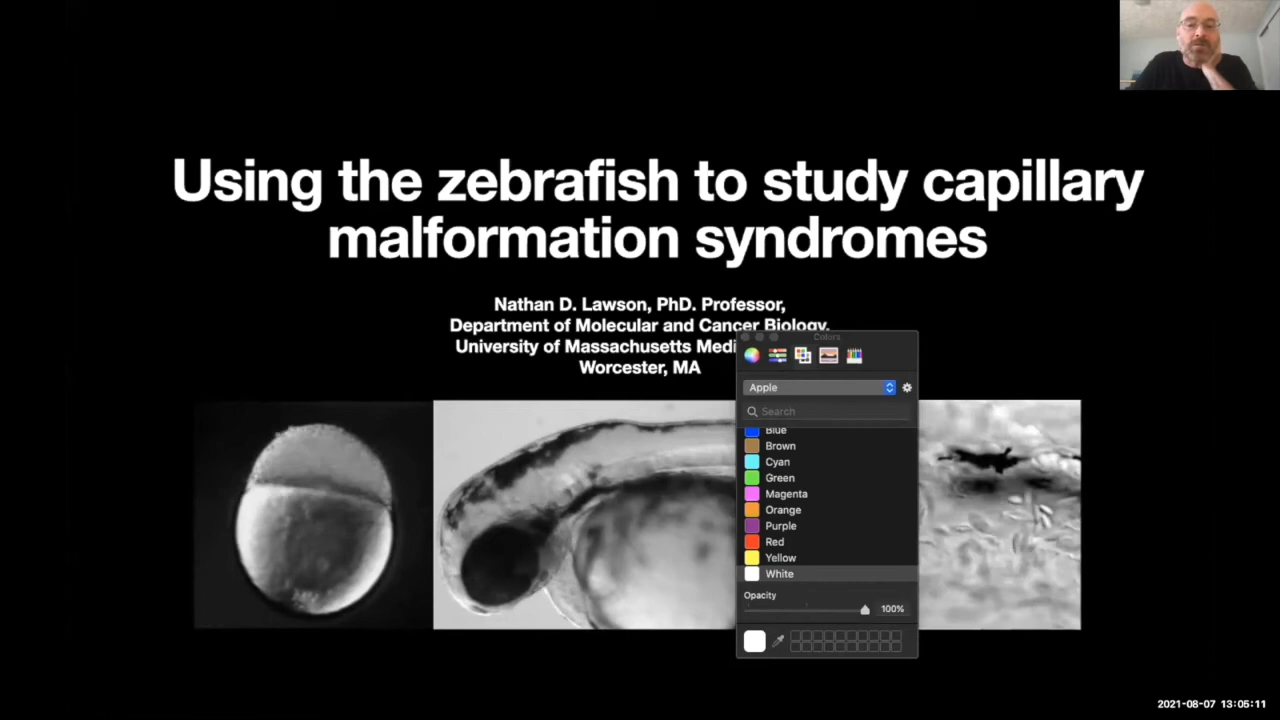 Using the zebrafish to study capillary
malformation syndromes
Nathan D. Lawson, PhD. Professor,
Department of Molecular and Cancer Biology,
University of Massachusetts
Worcester, MA
Colors
Apple
Search
Blue
Brown
Cyan
Green
Magenta
Orange
Purple
Red
Yellow
White
Opacity
100%
2021-08-07 13:05:11